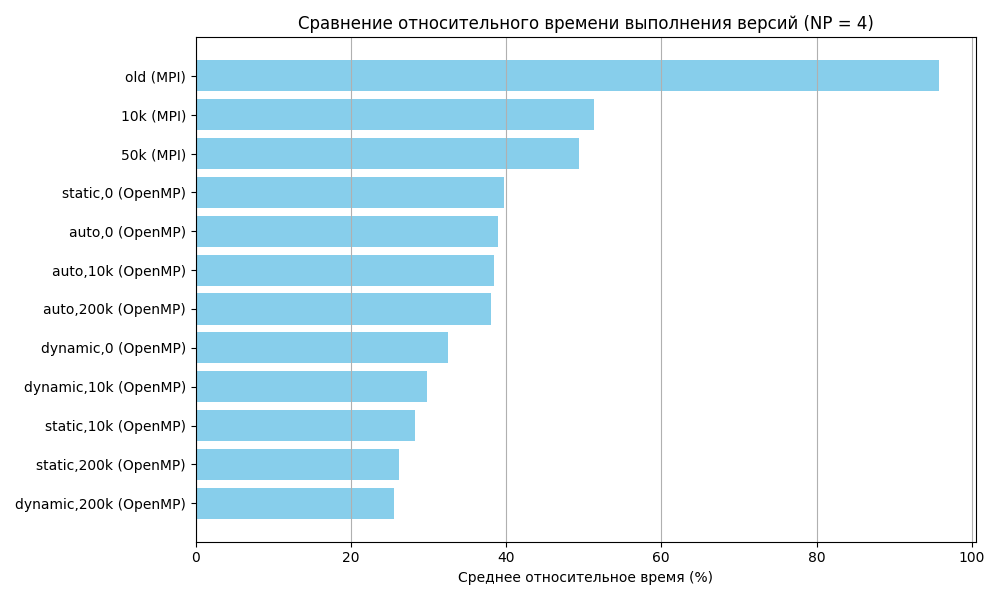 Сравнение относительного времени выполнения версий (NP = 4)
old (MPI)
10k (MPI)
50k (MPI)
static,0 (OpenMP)
auto,0 (OpenMP)
auto,10k (OpenMP)
auto,200k (OpenMP)
dynamic,0 (OpenMP)
dynamic,10k (OpenMP)
static,10k (OpenMP)
static,200k (OpenMP)
dynamic,200k (OpenMP)
0 20 40 60 80 100
Среднее относительное время (%)